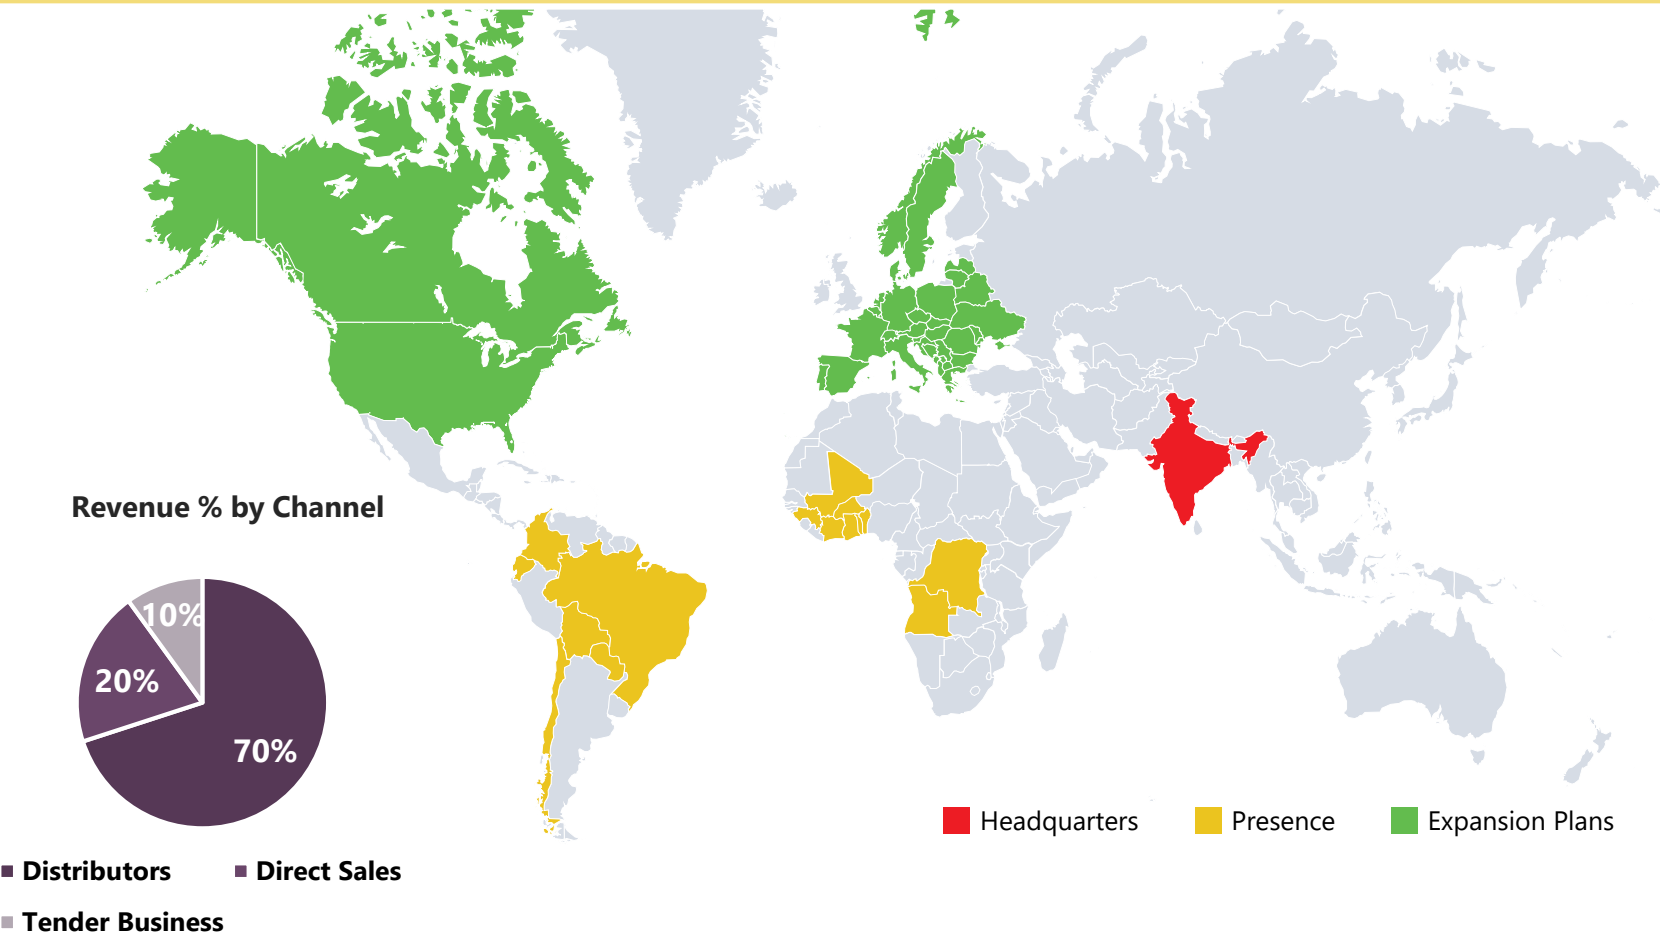 Revenue % by Channel
10%
20%
70%
Headquarters
Presence
Expansion Plans
Distributors
Direct Sales
Tender Business